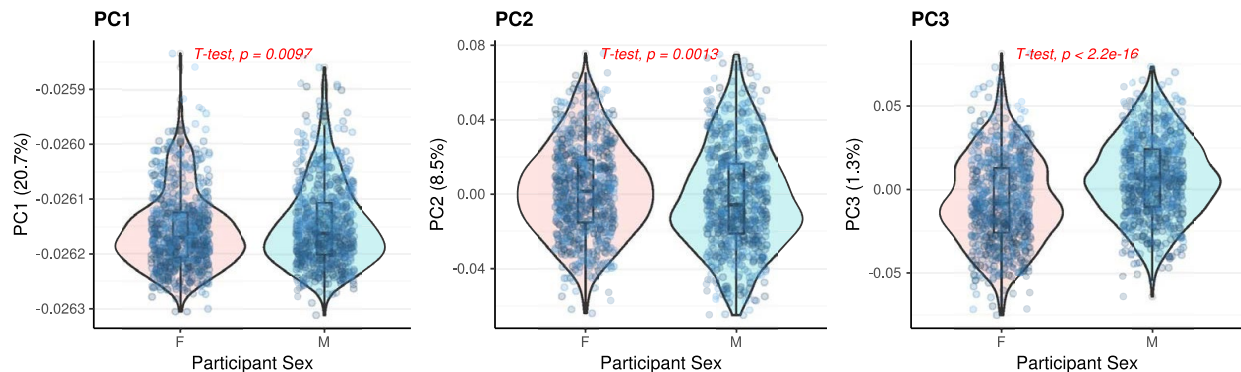 PC1
T-test, p = 0.0097
PC1 (20.7%)
-0.0259
-0.0260
-0.0261
-0.0262
-0.0263
F
M
Participant Sex
PC2
T-test, p = 0.0013
PC2 (8.5%)
0.08
0.04
0.00
-0.04
F
M
Participant Sex
PC3
T-test, p < 2.2e-16
PC3 (1.3%)
0.05
0.00
-0.05
F
M
Participant Sex